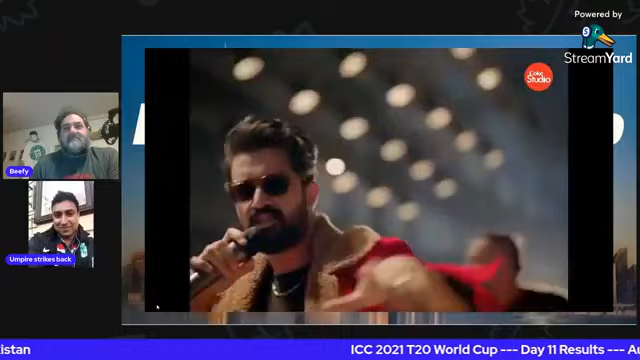 Powered by
StreamYard
Coke
Studio
Beefy
Umpire strikes back
istan
ICC 2021 T20 World Cup --- Day 11 Results --- Au